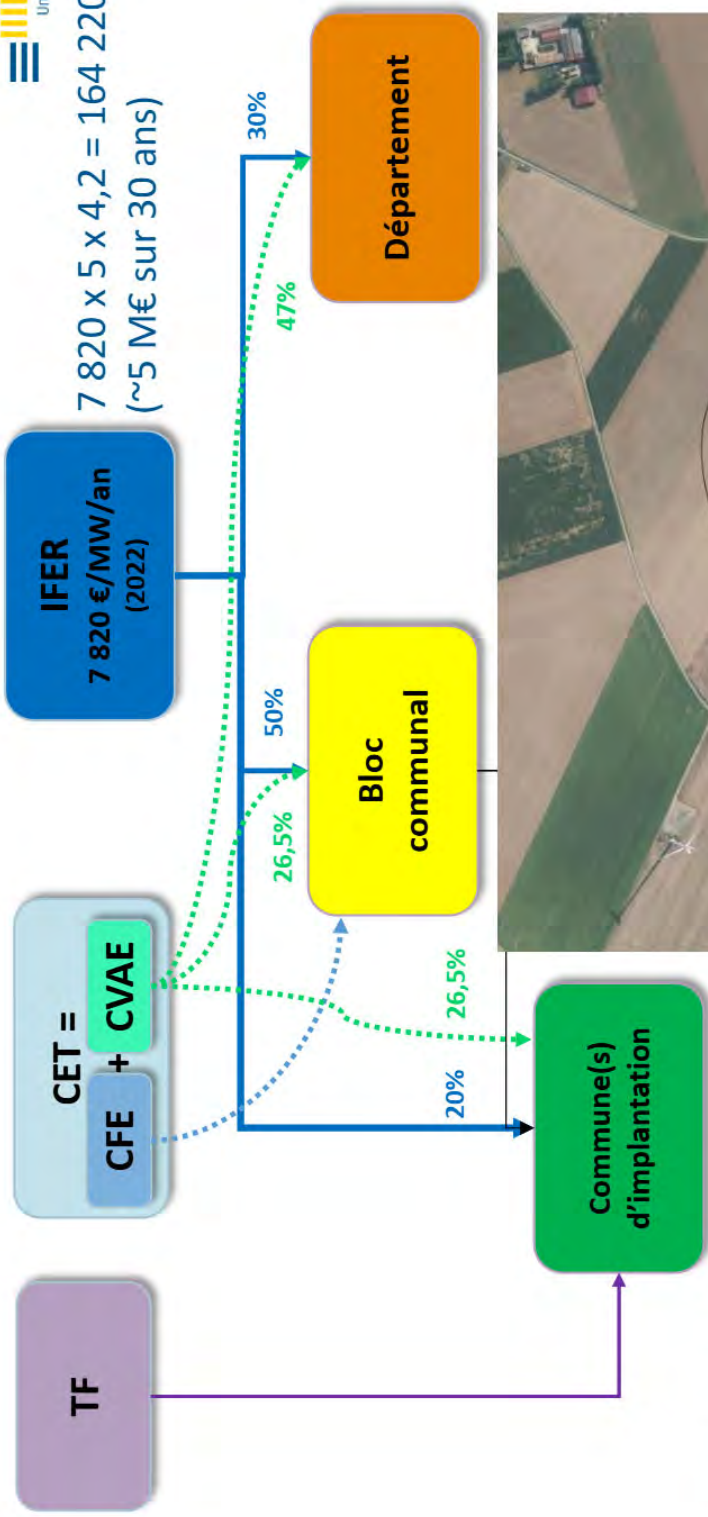 TF
CET =
CFE + CVAE
IFER
7 820 €/MW/an
(2022)
7 820 x 5 x 4,2 = 164 220
(~5 M€ sur 30 ans)
20%
26,5%
26,5%
50%
47%
30%
Commune(s)
d’implantation
Bloc
communal
Département